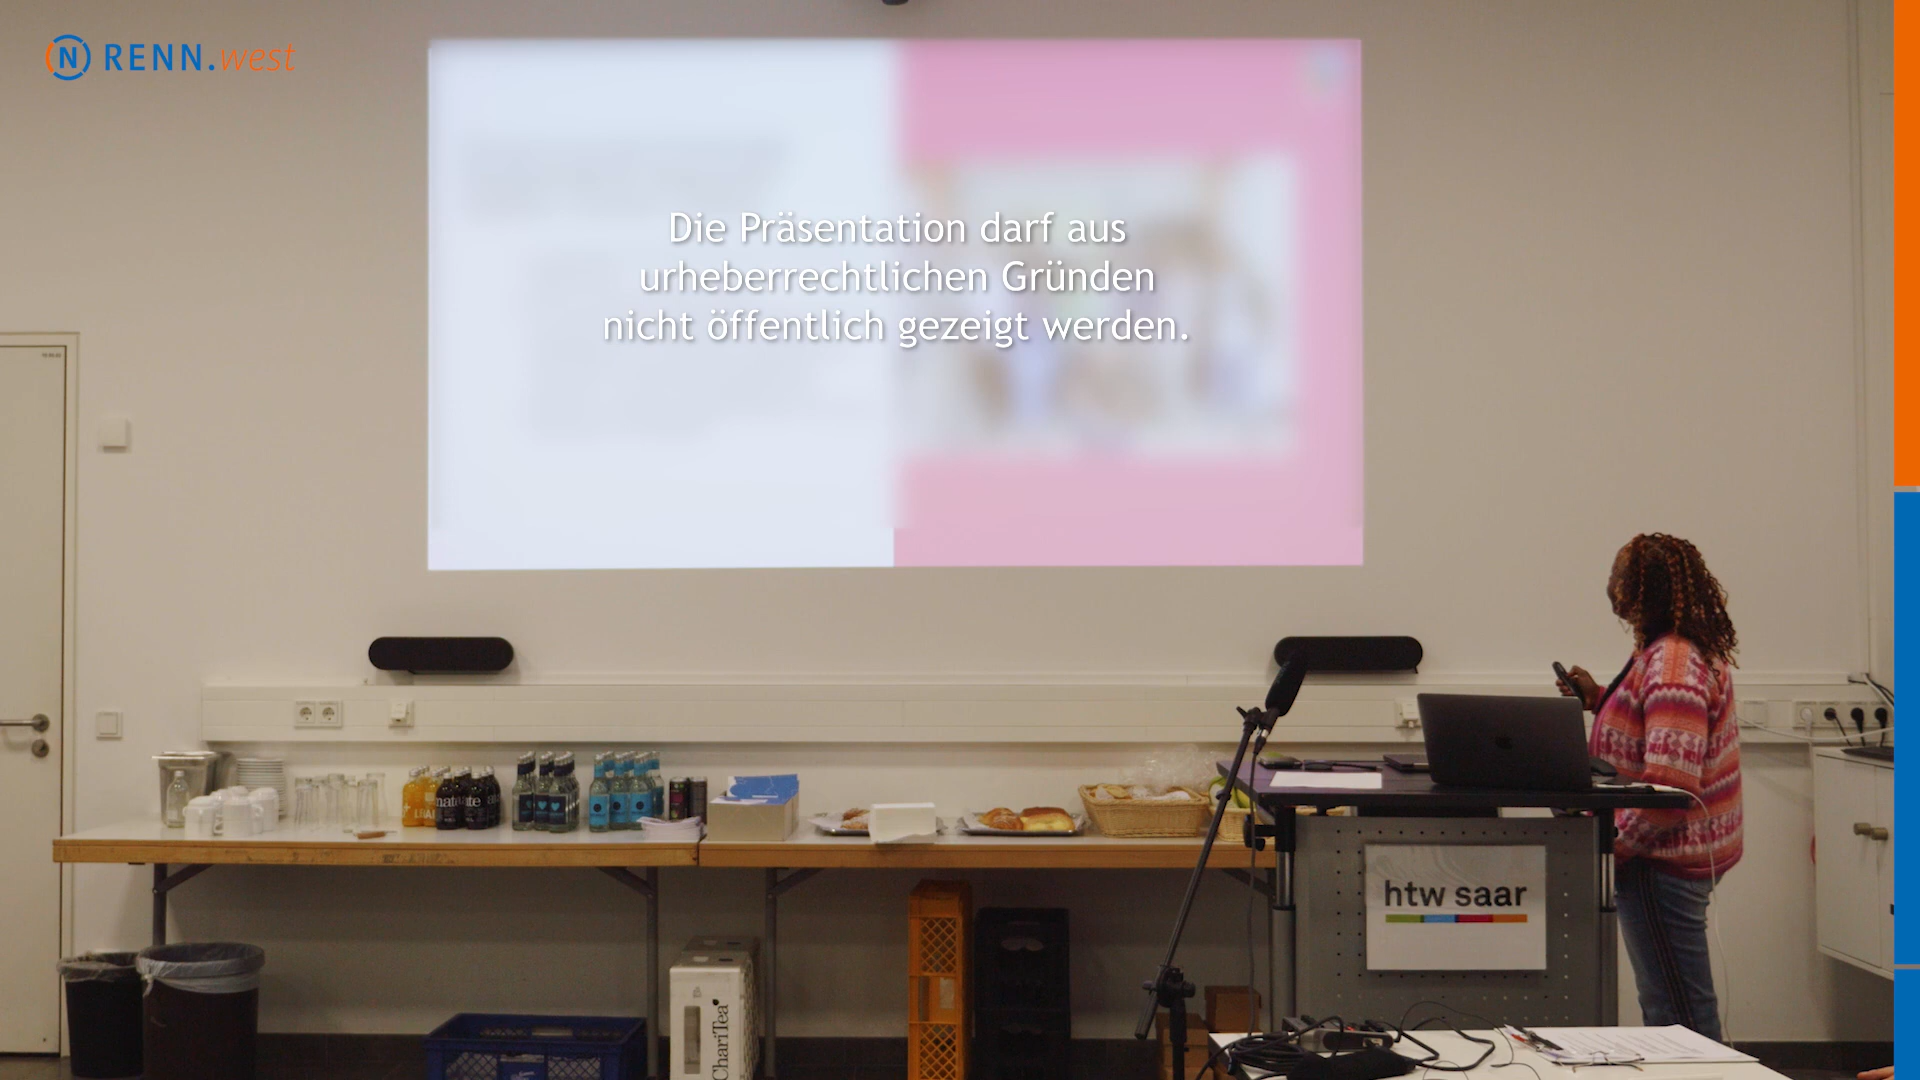 RENN.west
Die Präsentation darf aus
urheberrechtlichen Gründen
nicht öffentlich gezeigt werden.
htw saar
ChariTea